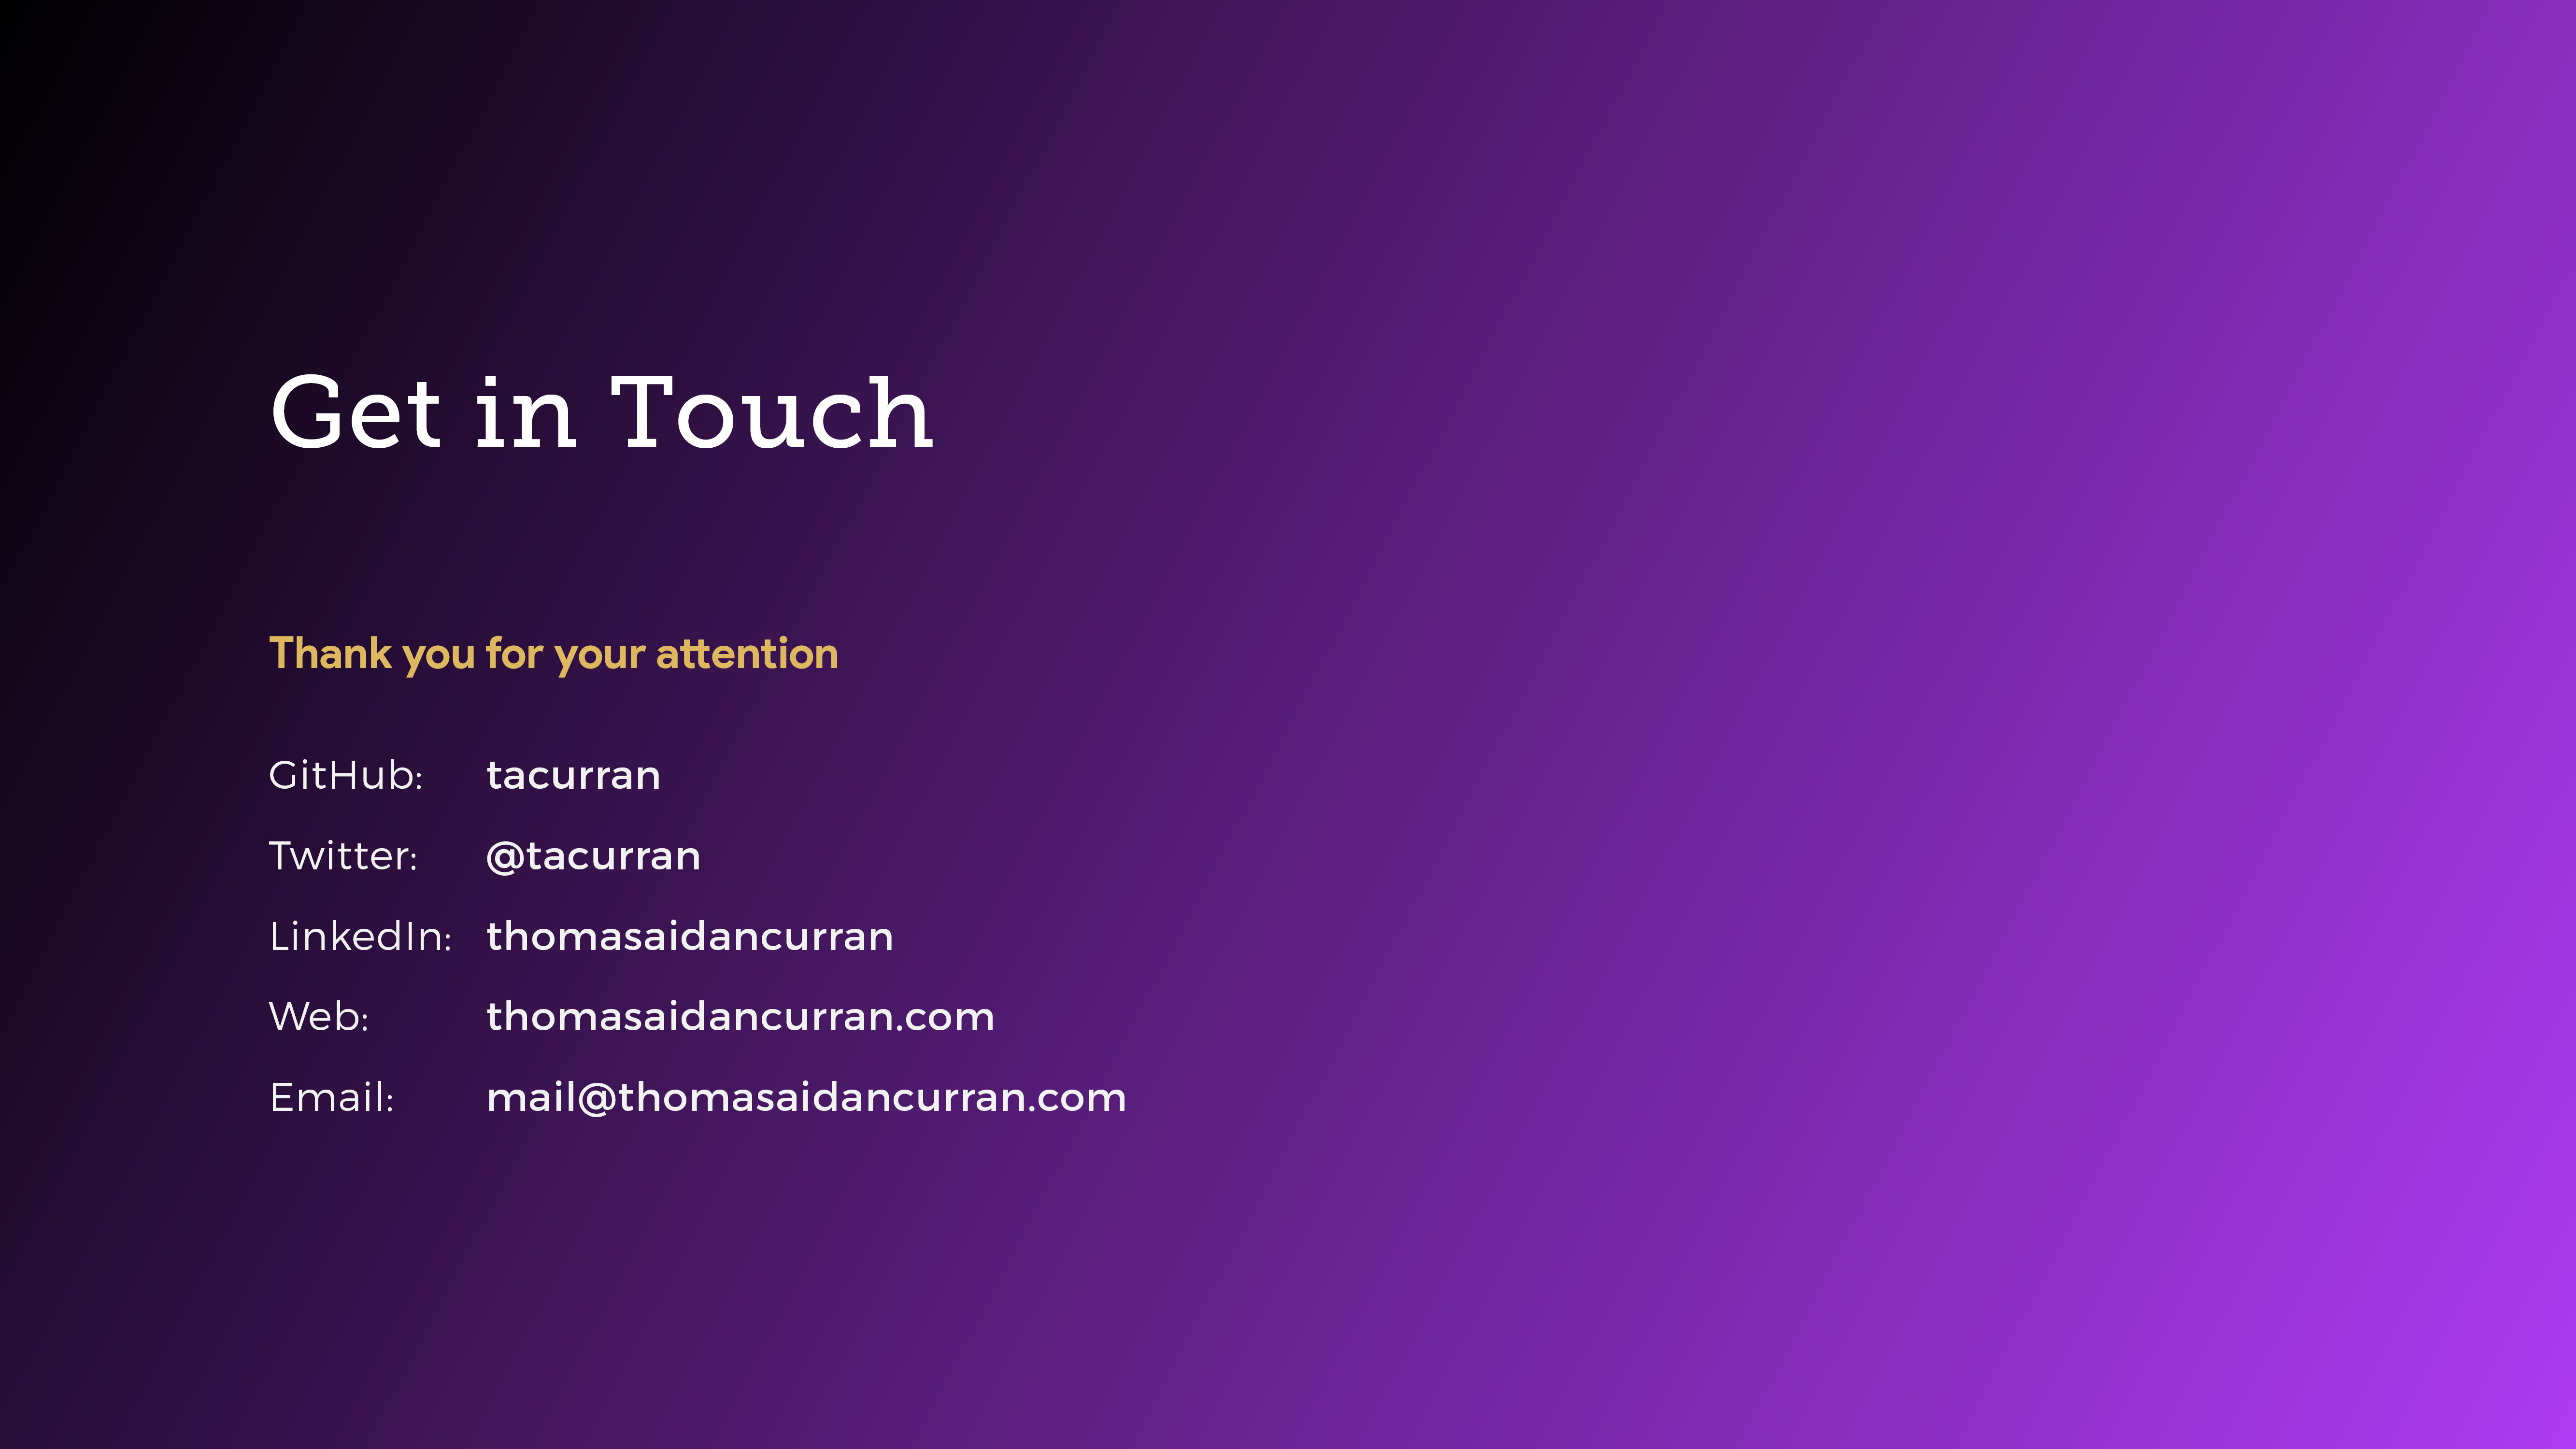 Get in Touch
Thank you for your attention
GitHub: tacurran
Twitter: @tacurran
LinkedIn: thomasaidancurran
Web: thomasaidancurran.com
Email: mail@thomasaidancurran.com